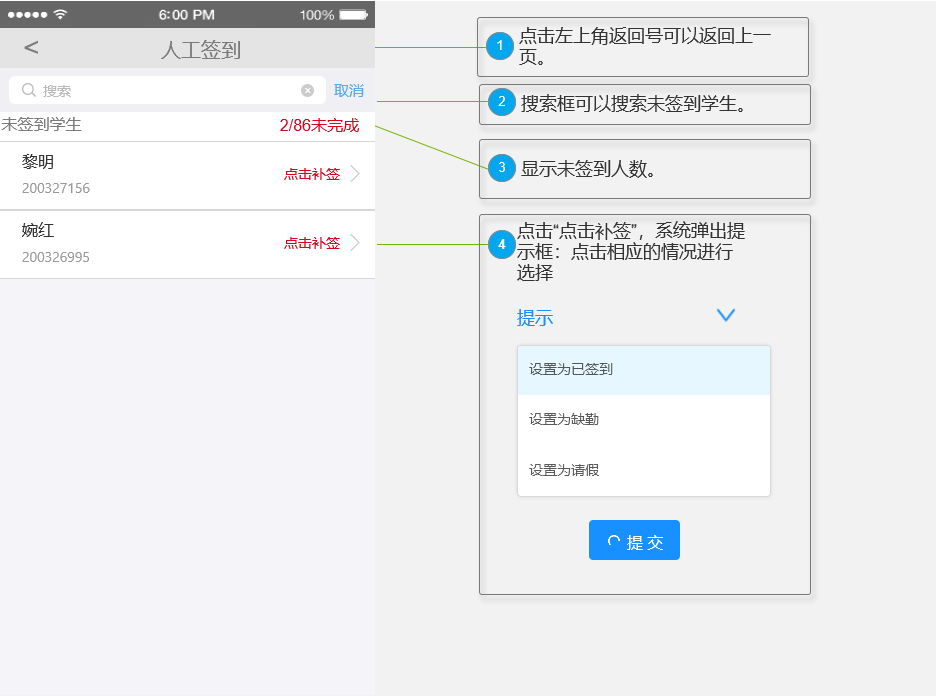 6:00 PM
100%
<
人工签到
搜索
取消
未签到学生
2/86未完成
黎明
200327156
点击补签
婉红
200326995
点击补签
1
点击左上角返回号可以返回上一
页。
2
搜索框可以搜索未签到学生。
3
显示未签到人数。
4
点击“点击补签”，系统弹出提
示框：点击相应的情况进行
选择
提示
设置为已签到
设置为缺勤
设置为请假
提 交